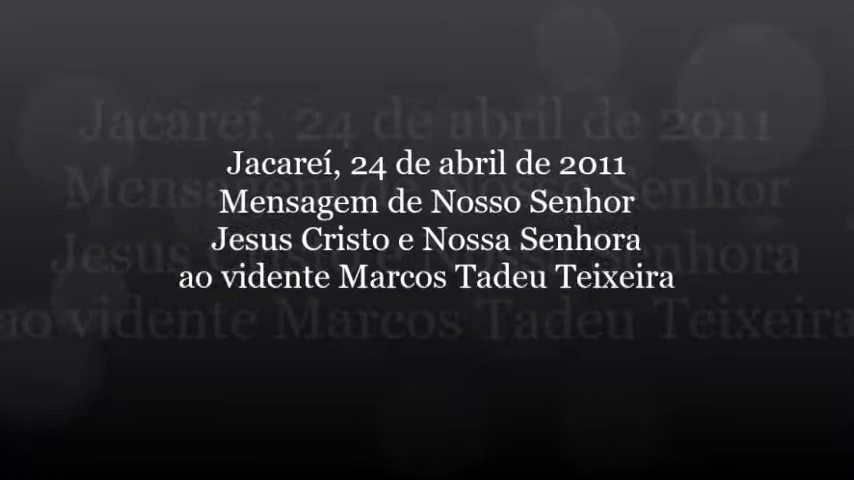 Jacareí, 24 de abril de 2011
Mensagem de Nosso Senhor
Jesus Cristo e Nossa Senhora
ao vidente Marcos Tadeu Teixeira